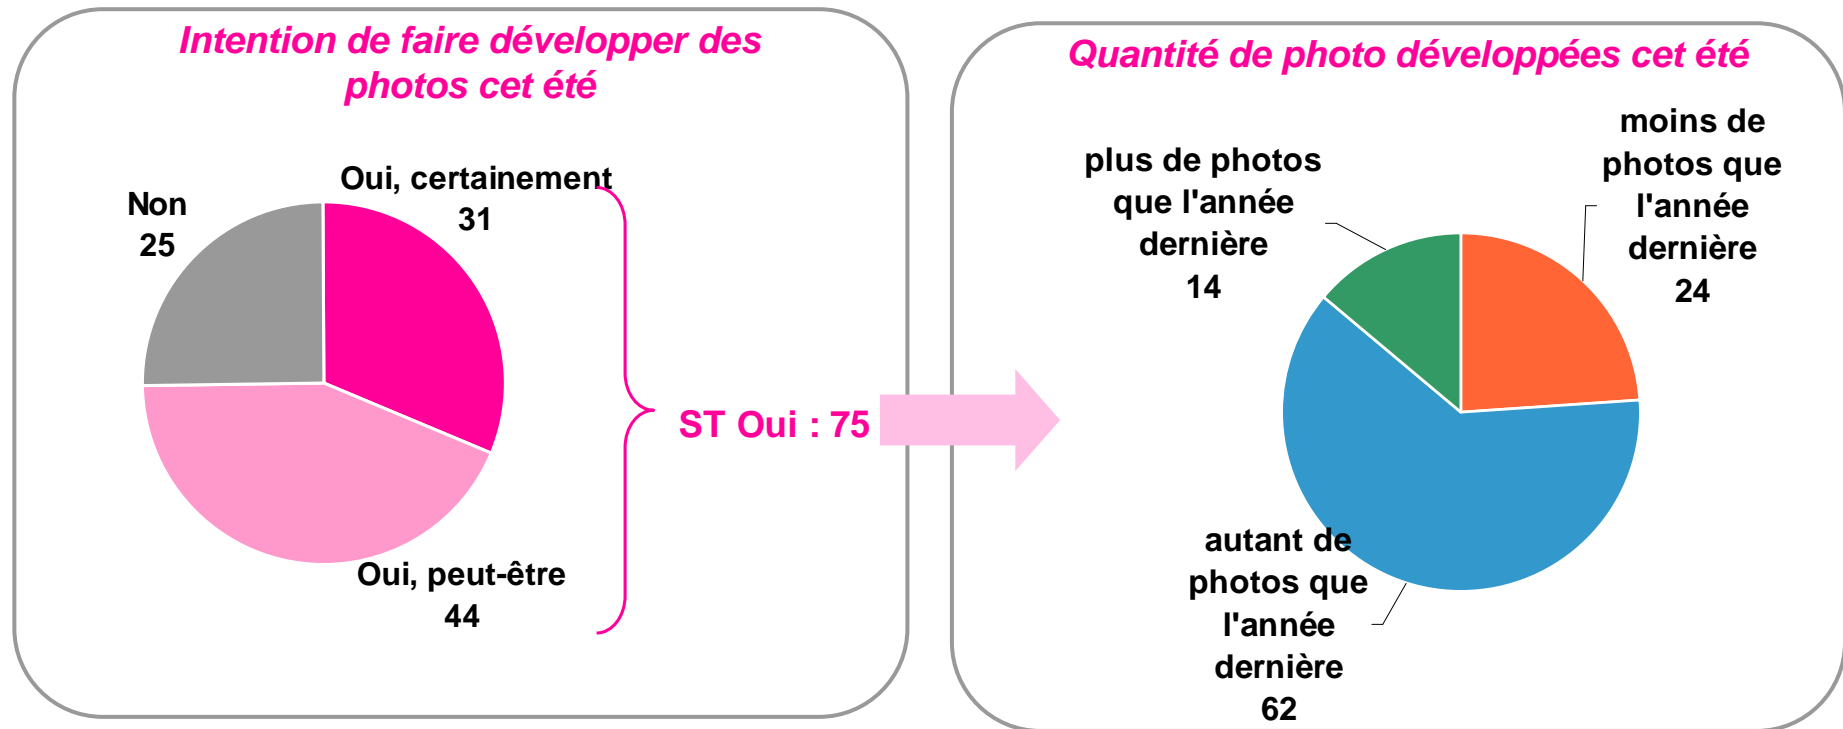 Intention de faire développer des
photos cet été
Non
25
Oui, certainement
31
Oui, peut-être
44
ST Oui : 75
Quantité de photo développées cet été
plus de photos
que l'année
dernière
14
moins de
photos que
l'année
dernière
24
autant de
photos que
l'année
dernière
62